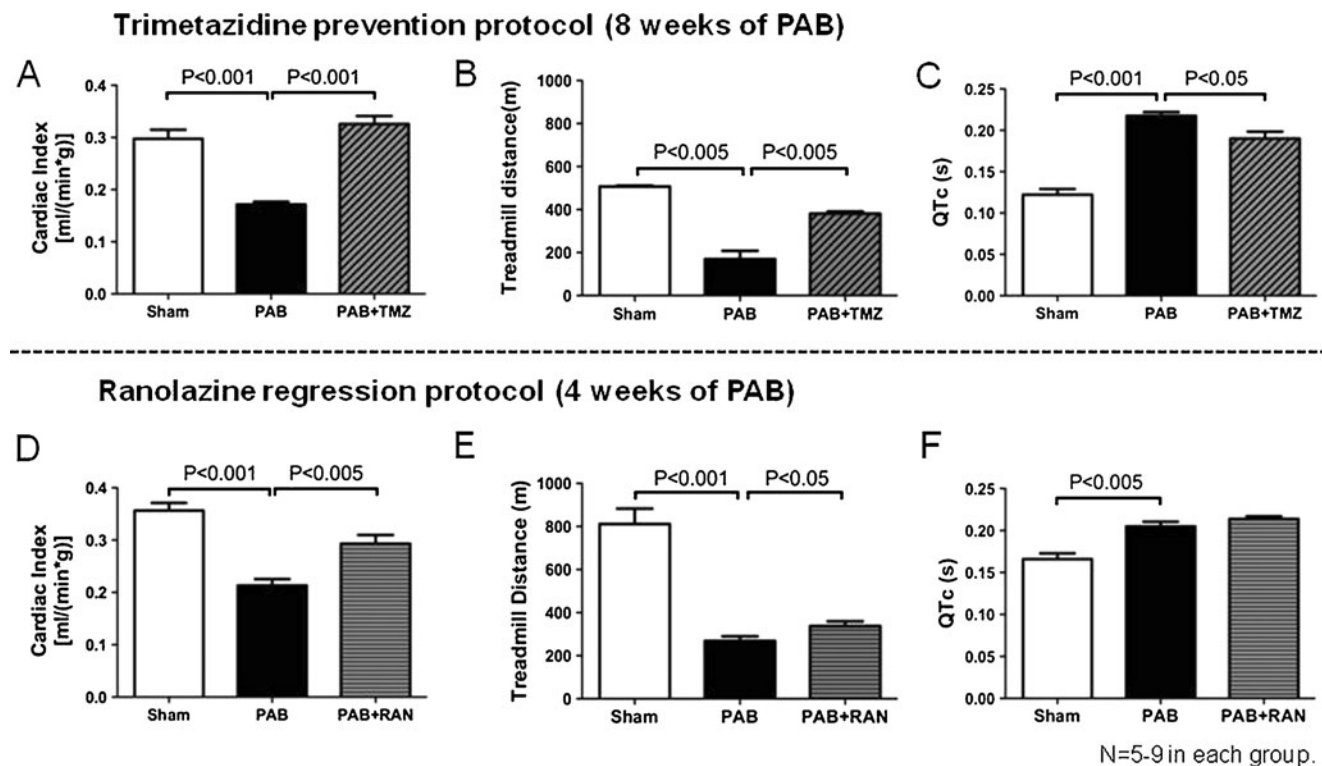 Trimetazidine prevention protocol (8 weeks of PAB)
A
P<0.001 P<0.001
Cardiac Index
[ml/(min*g)]
0.4
0.3
0.2
0.1
0.0
Sham PAB PAB+TMZ
B
P<0.005 P<0.005
Treadmill distance(m)
1000
800
600
400
200
0
Sham PAB PAB+TMZ
C
P<0.001 P<0.05
QTc (s)
0.25
0.20
0.15
0.10
0.05
0.00
Sham PAB PAB+TMZ
Ranolazine regression protocol (4 weeks of PAB)
D
P<0.001 P<0.005
Cardiac Index
[ml/(min*g)]
0.4
0.3
0.2
0.1
0.0
Sham PAB PAB+RAN
E
P<0.001 P<0.05
Treadmill Distance (m)
1000
800
600
400
200
0
Sham PAB PAB+RAN
F
P<0.005
QTc (s)
0.25
0.20
0.15
0.10
0.05
0.00
Sham PAB PAB+RAN
N=5-9 in each group.